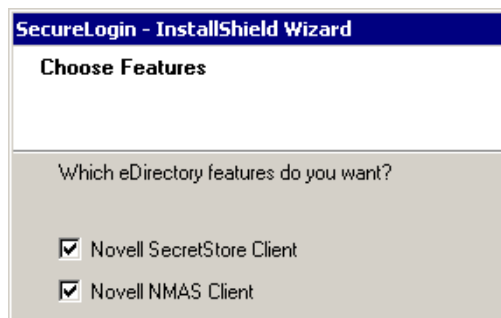 SecureLogin - InstallShield Wizard
Choose Features
Which eDirectory features do you want?
Novell SecretStore Client
Novell NMAS Client